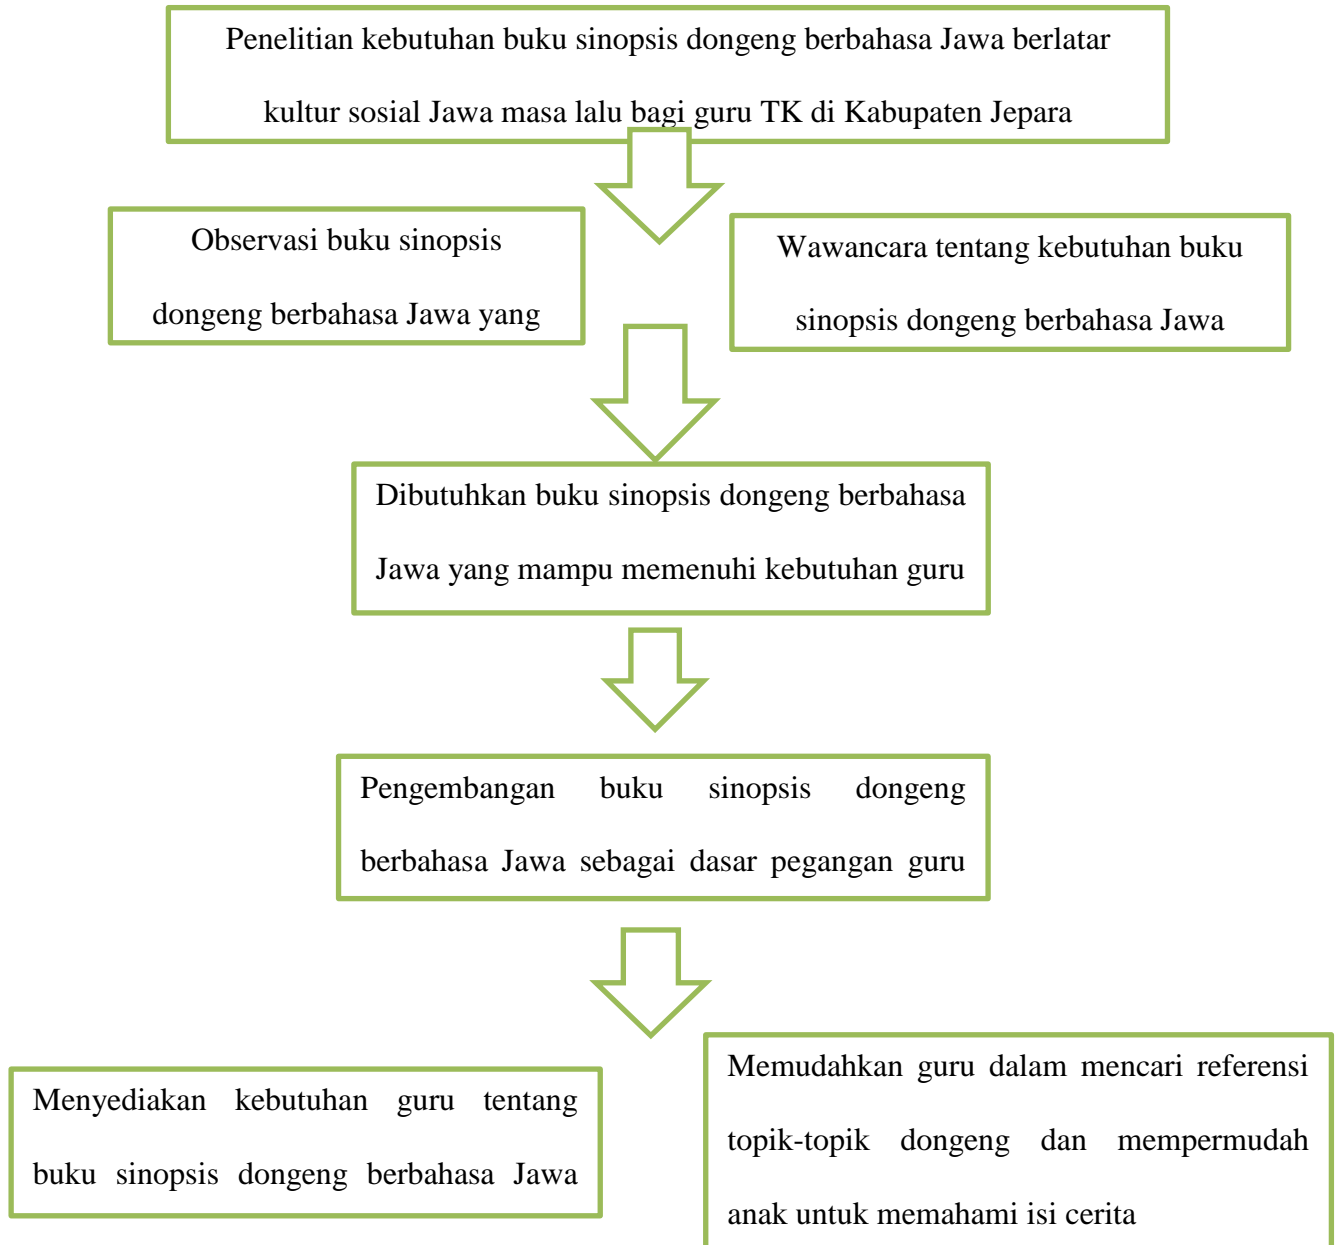 Penelitian kebutuhan buku sinopsis dongeng berbahasa Jawa berlatar
kultur sosial Jawa masa lalu bagi guru TK di Kabupaten Jepara
Observasi buku sinopsis
dongeng berbahasa Jawa yang
Wawancara tentang kebutuhan buku
sinopsis dongeng berbahasa Jawa
Dibutuhkan buku sinopsis dongeng berbahasa
Jawa yang mampu memenuhi kebutuhan guru
Pengembangan buku sinopsis dongeng
berbahasa Jawa sebagai dasar pegangan guru
Menyediakan kebutuhan guru tentang
buku sinopsis dongeng berbahasa Jawa
Memudahkan guru dalam mencari referensi
topik-topik dongeng dan mempermudah
anak untuk memahami isi cerita